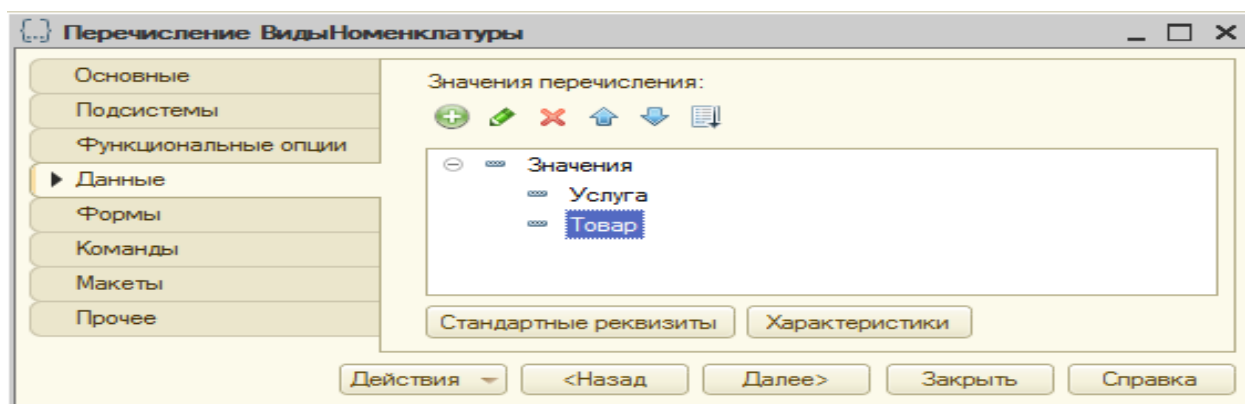 {...} Перечисление ВидыНоменклатуры
Основные
Подсистемы
Функциональные опции
Данные
Формы
Команды
Макеты
Прочее
Значения перечисления:
Значения
Услуга
Товар
Стандартные реквизиты Характеристики
Действия <Назад Далее> Закрыть Справка